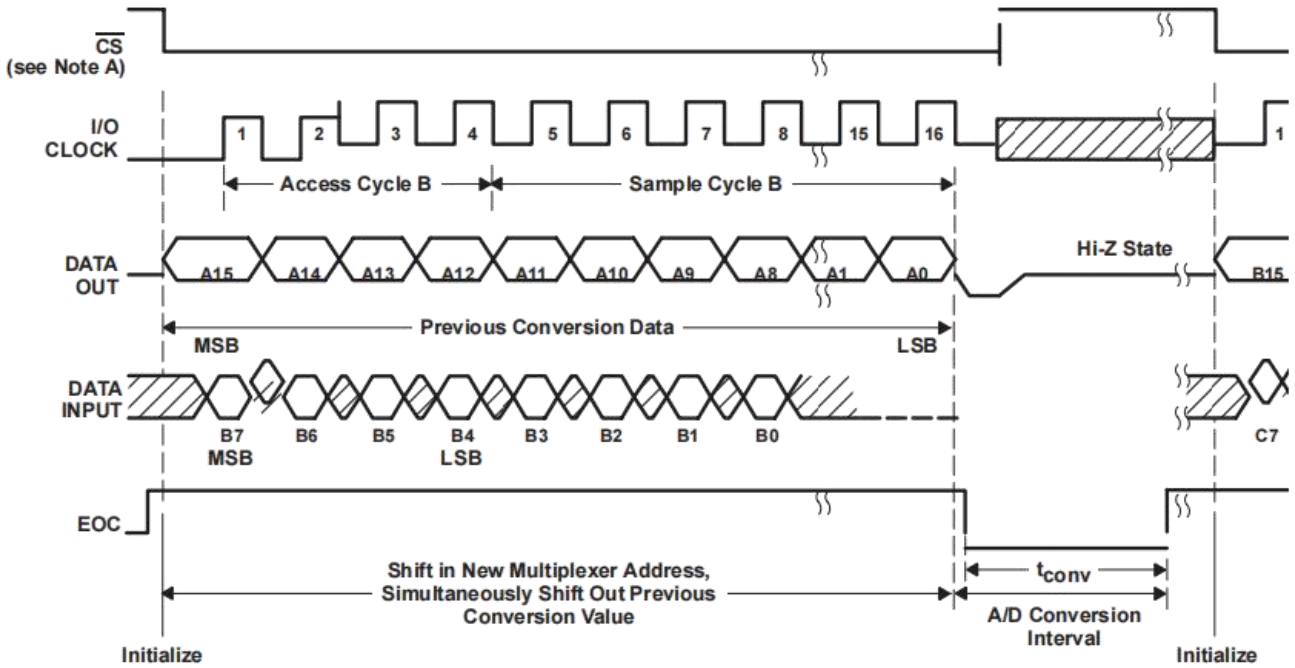 CS
(see Note A)
I/O
CLOCK
1 2 3 4 5 6 7 8 15 16 1
Access Cycle B
Sample Cycle B
DATA
OUT
A15 A14 A13 A12 A11 A10 A9 A8 A1 A0
Hi-Z State
B15
Previous Conversion Data
MSB
LSB
DATA
INPUT
B7 B6 B5 B4 B3 B2 B1 B0 C7
MSB
LSB
EOC
Shift in New Multiplexer Address,
Simultaneously Shift Out Previous
Conversion Value
tconv
A/D Conversion
Interval
Initialize
Initialize